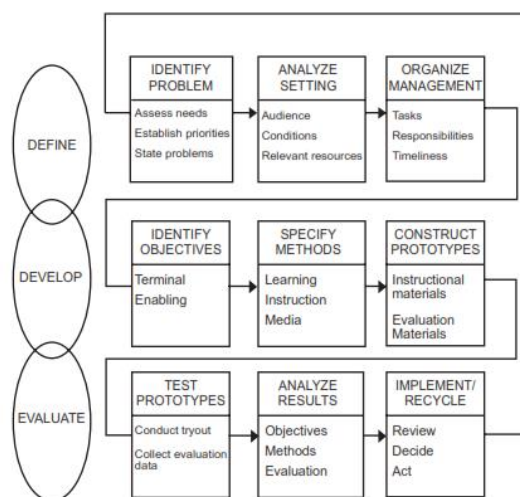 DEFINE
IDENTIFY
PROBLEM
Assess needs
Establish priorities
State problems
ANALYZE
SETTING
Audience
Conditions
Relevant resources
ORGANIZE
MANAGEMENT
Tasks
Responsibilities
Timeliness
DEVELOP
IDENTIFY
OBJECTIVES
Terminal
Enabling
SPECIFY
METHODS
Learning
Instruction
Media
CONSTRUCT
PROTOTYPES
Instructional
materials
Evaluation
Materials
EVALUATE
TEST
PROTOTYPES
Conduct tryout
Collect evaluation
data
ANALYZE
RESULTS
Objectives
Methods
Evaluation
IMPLEMENT/
RECYCLE
Review
Decide
Act